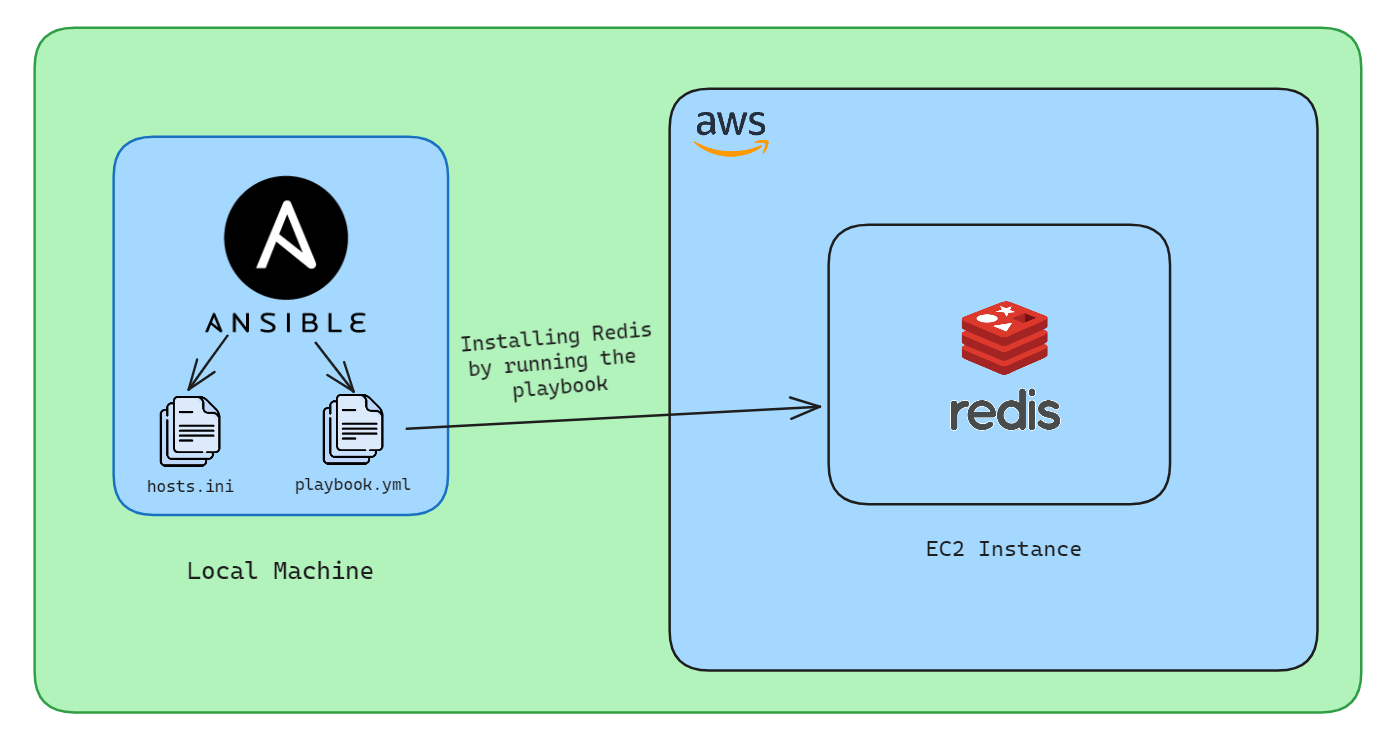 aws
ANSIBLE
Installing Redis
by running the
playbook
redis
hosts.ini
playbook.yml
EC2 Instance
Local Machine